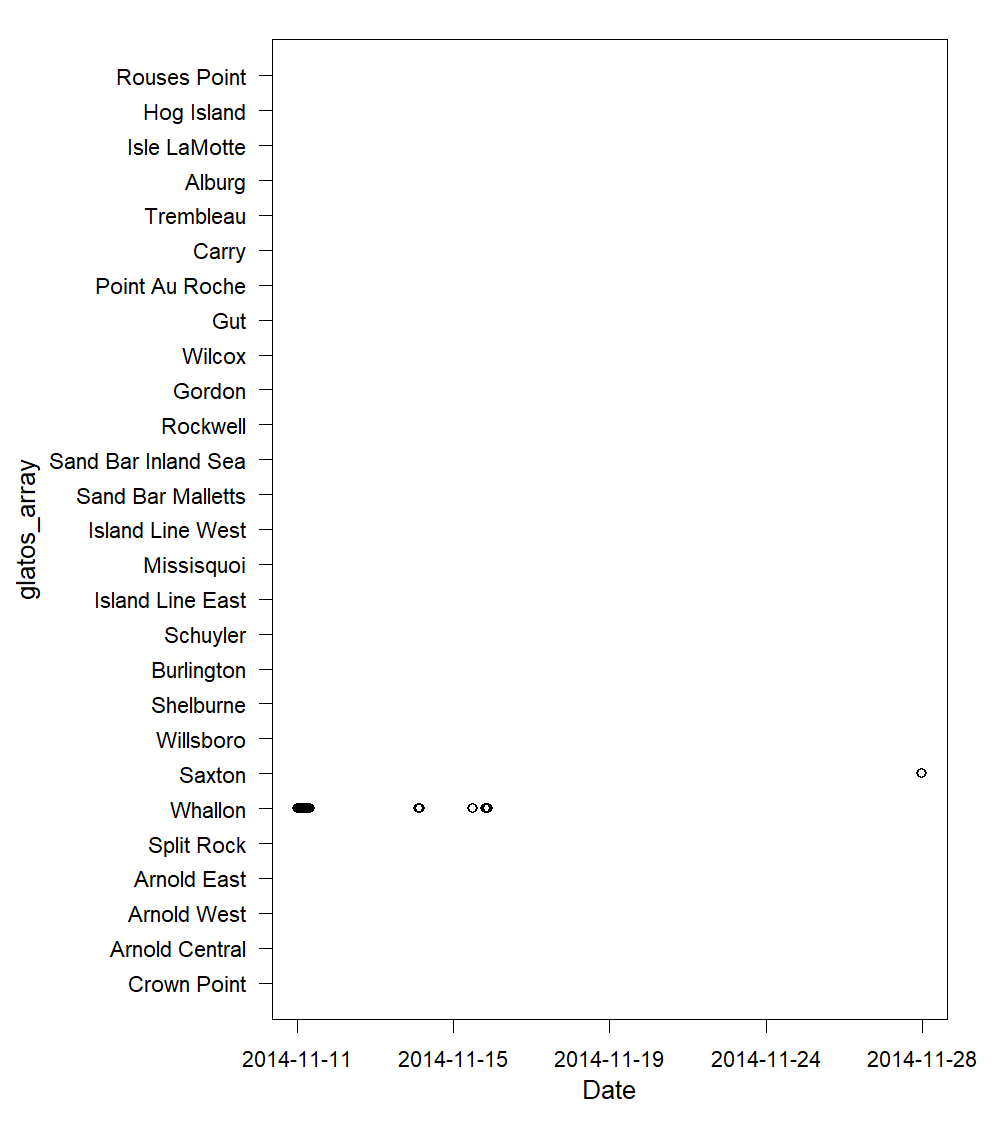 Rouses Point
Hog Island
Isle LaMotte
Alburg
Trembleau
Carry
Point Au Roche
Gut
Wilcox
Gordon
Rockwell
Sand Bar Inland Sea
Sand Bar Malletts
Island Line West
Missisquoi
Island Line East
Schuyler
Burlington
Shelburne
Willsboro
Saxton
Whallon
Split Rock
Arnold East
Arnold West
Arnold Central
Crown Point
glatos_array
2014-11-11 2014-11-15 2014-11-19 2014-11-24 2014-11-28
Date